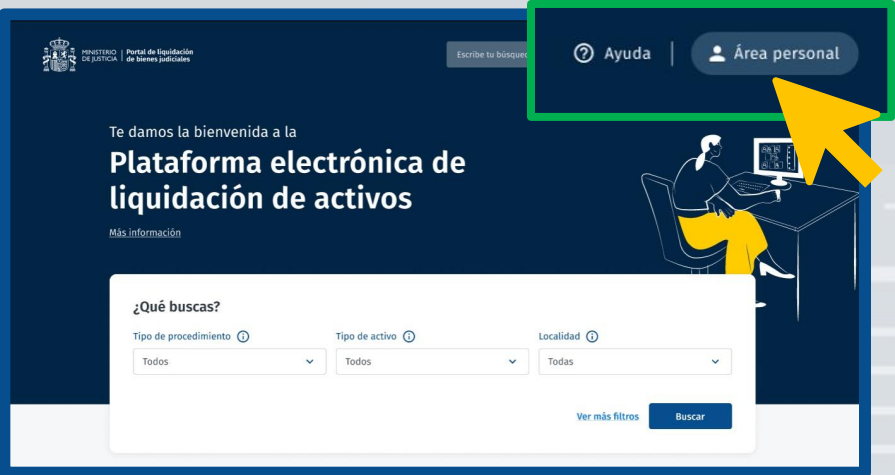 MINISTERIO
DE JUSTICIA
Portal de liquidación
de bienes judiciales
Escribe tu búsqued
Ayuda
Área personal
Te damos la bienvenida a la
Plataforma electrónica de
liquidación de activos
Más información
¿Qué buscas?
Tipo de procedimiento
Tipo de activo
Localidad
Todos
Todos
Todas
Ver más filtros
Buscar